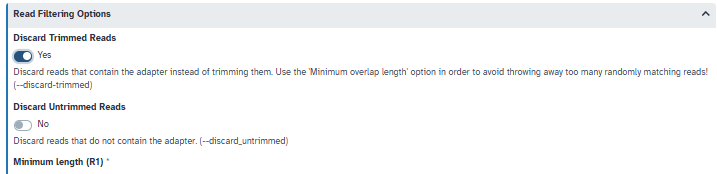 Read Filtering Options
Discard Trimmed Reads
Yes
Discard reads that contain the adapter instead of trimming them. Use the 'Minimum overlap length' option in order to avoid throwing away too many randomly matching reads!
(--discard-trimmed)
Discard Untrimmed Reads
No
Discard reads that do not contain the adapter. (--discard_untrimmed)
Minimum length (R1) *